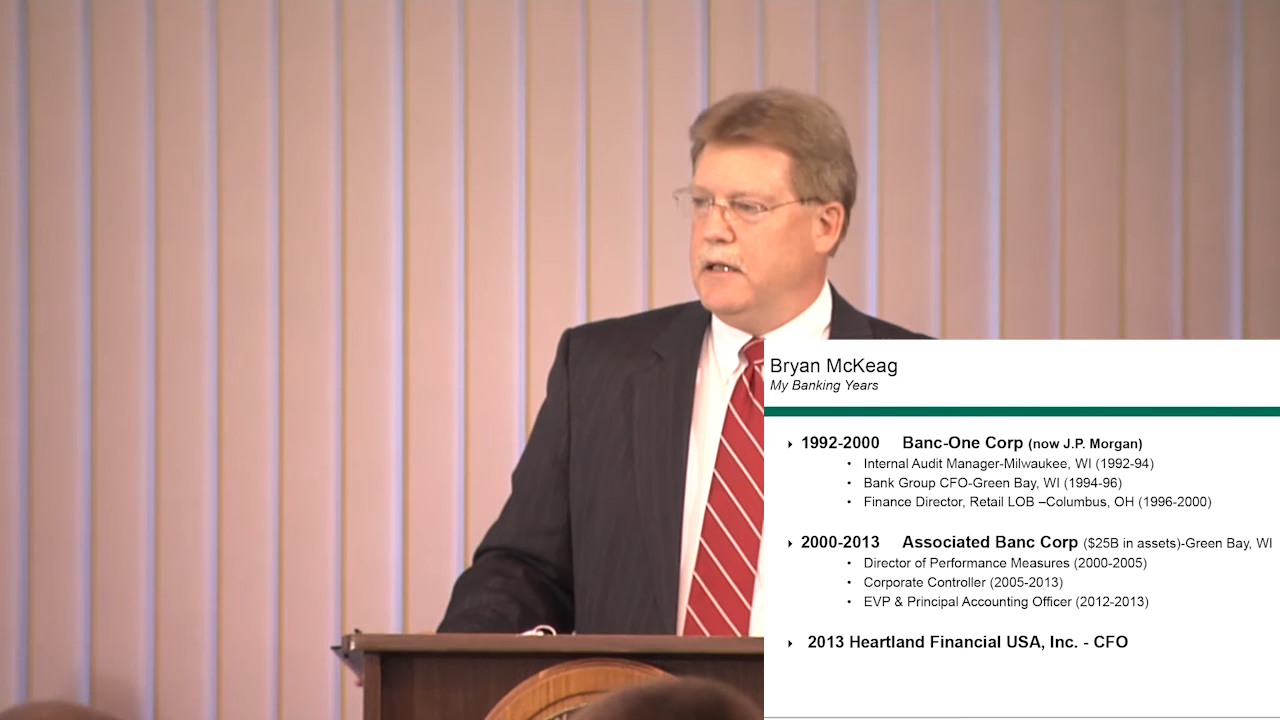 Bryan McKeag
My Banking Years
1992-2000 Banc-One Corp (now J.P. Morgan)
• Internal Audit Manager-Milwaukee, WI (1992-94)
• Bank Group CFO-Green Bay, WI (1994-96)
• Finance Director, Retail LOB –Columbus, OH (1996-2000)
2000-2013 Associated Banc Corp ($25B in assets)-Green Bay, WI
• Director of Performance Measures (2000-2005)
• Corporate Controller (2005-2013)
• EVP & Principal Accounting Officer (2012-2013)
2013 Heartland Financial USA, Inc. - CFO